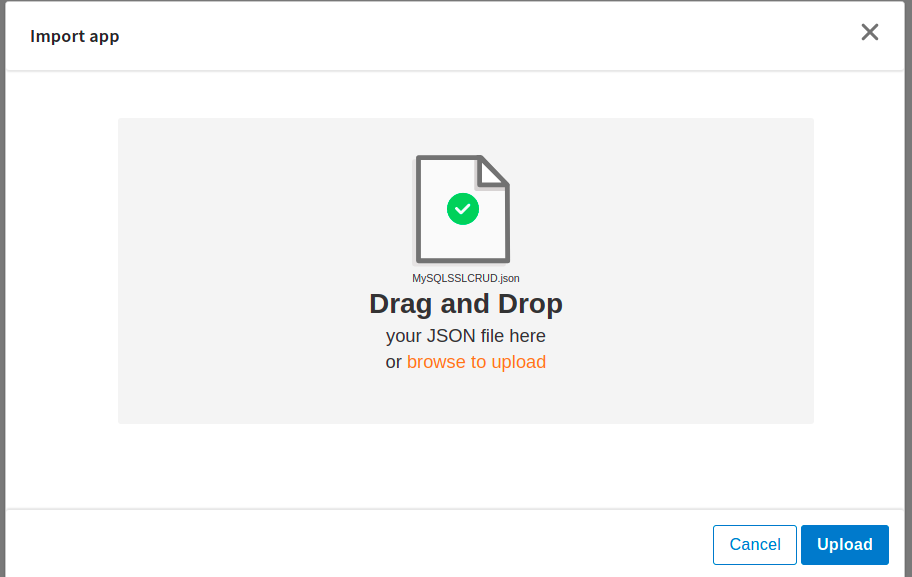 Import app
MySQLSSLCRUD.json
Drag and Drop
your JSON file here
or browse to upload
Cancel
Upload